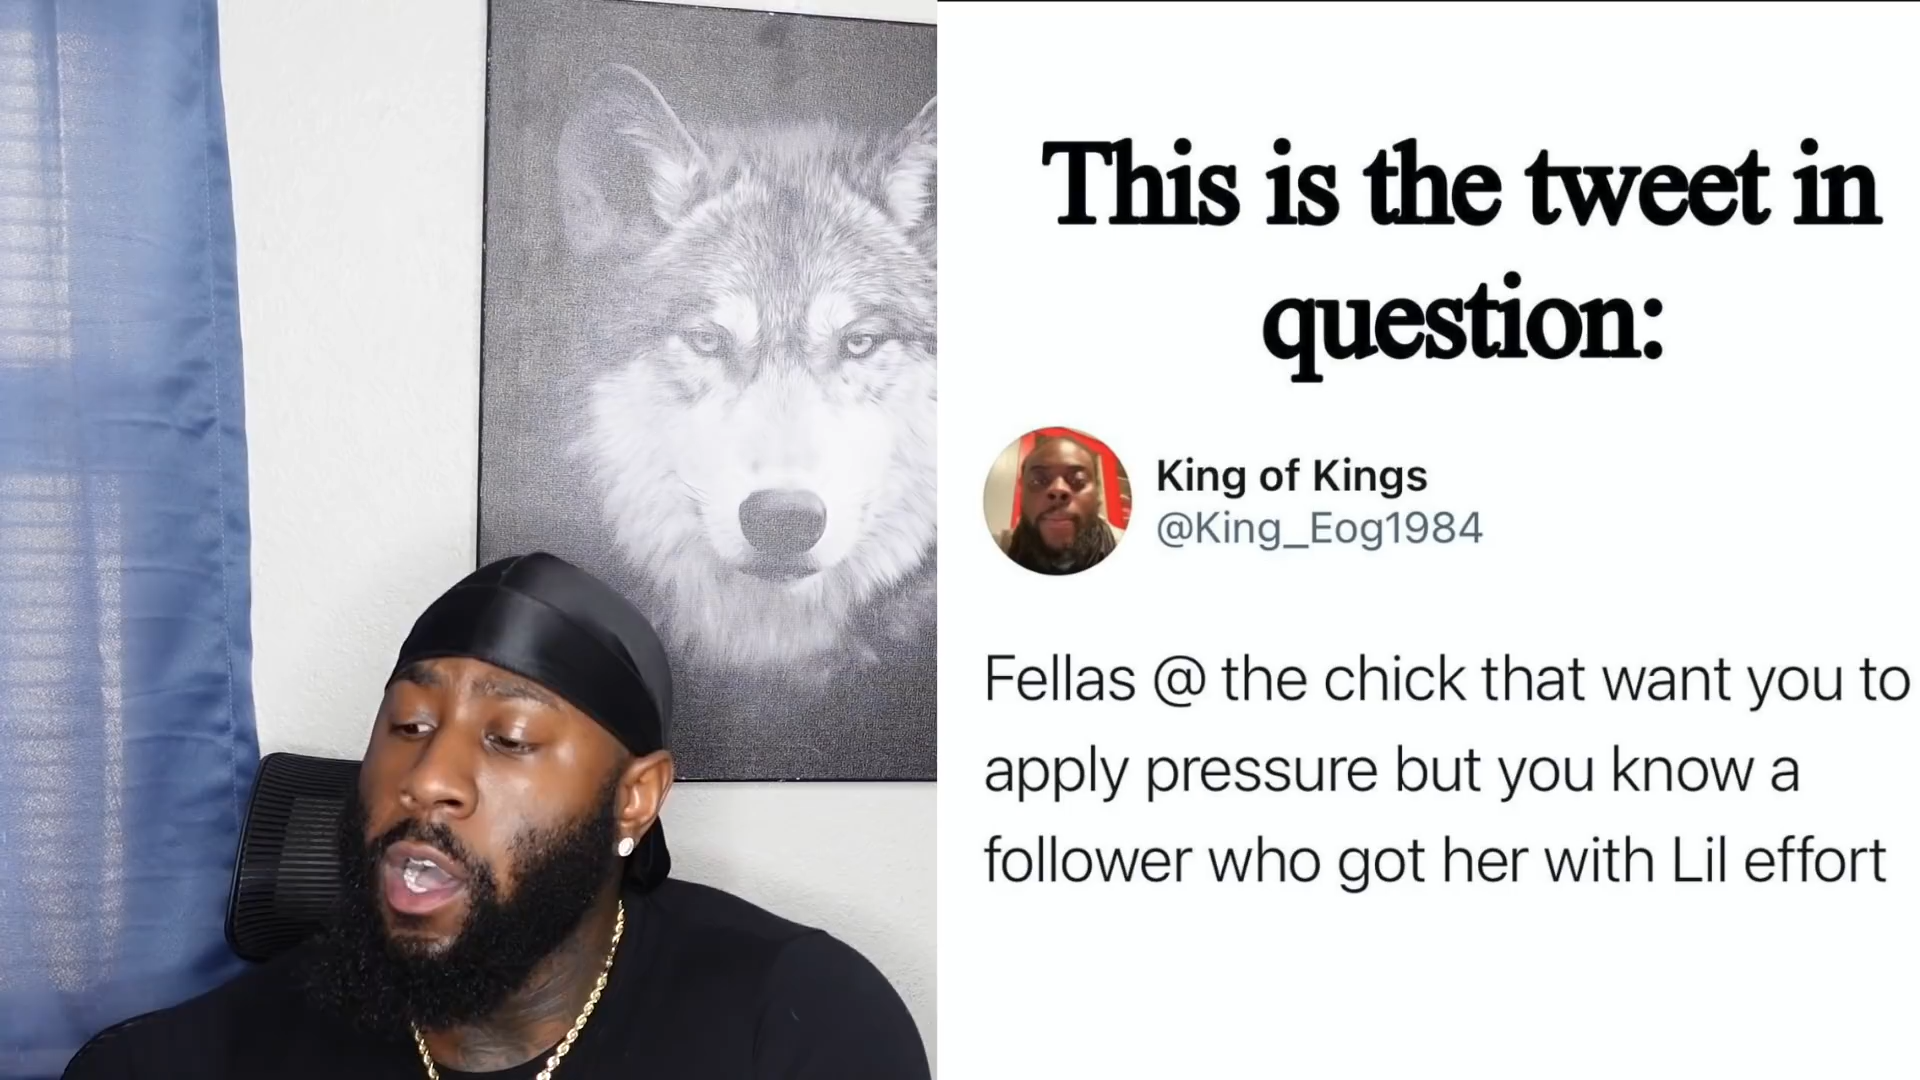 This is the tweet in
question:
King of Kings
@King_Eog1984
Fellas @ the chick that want you to
apply pressure but you know a
follower who got her with Lil effort